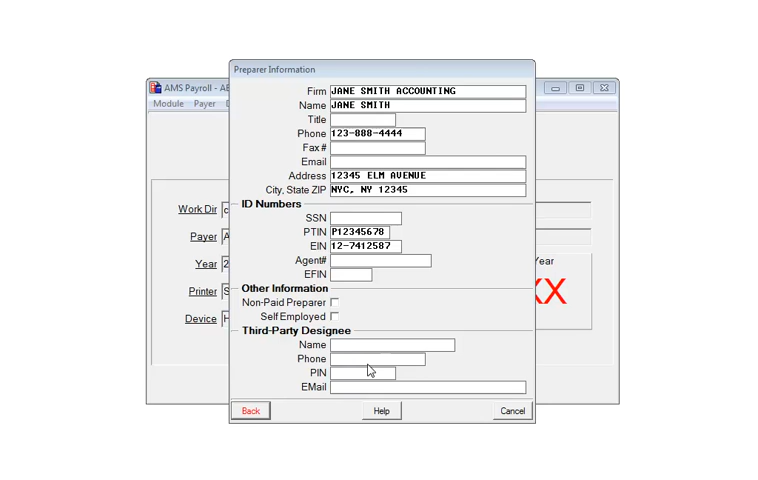 Preparer Information
AMS Payroll - AB
Module Payer D
Firm JANE SMITH ACCOUNTING
Name JANE SMITH
Title
Phone 123-888-4444
Fax #
Email
Address 12345 ELM AVENUE
City, State ZIP NYC, NY 12345
ID Numbers
SSN
PTIN P12345678
EIN 12-7412587
Agent#
EFIN
Other Information
Non-Paid Preparer
Self Employed
Third-Party Designee
Name
Phone
PIN
EMail
Back Help Cancel
Work Dir c
Payer A
Year 2
Printer S
Device H
Year
XX